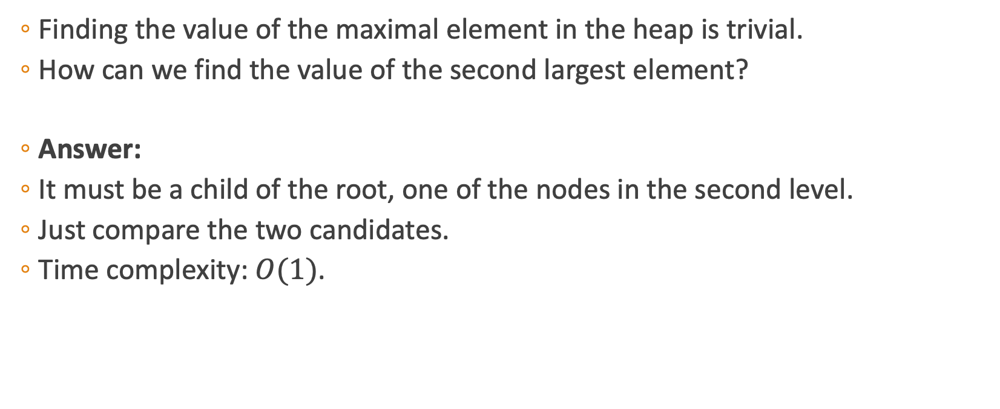 ◦ Finding the value of the maximal element in the heap is trivial.
◦ How can we find the value of the second largest element?
◦ Answer:
◦ It must be a child of the root, one of the nodes in the second level.
◦ Just compare the two candidates.
◦ Time complexity: 𝑂(1).